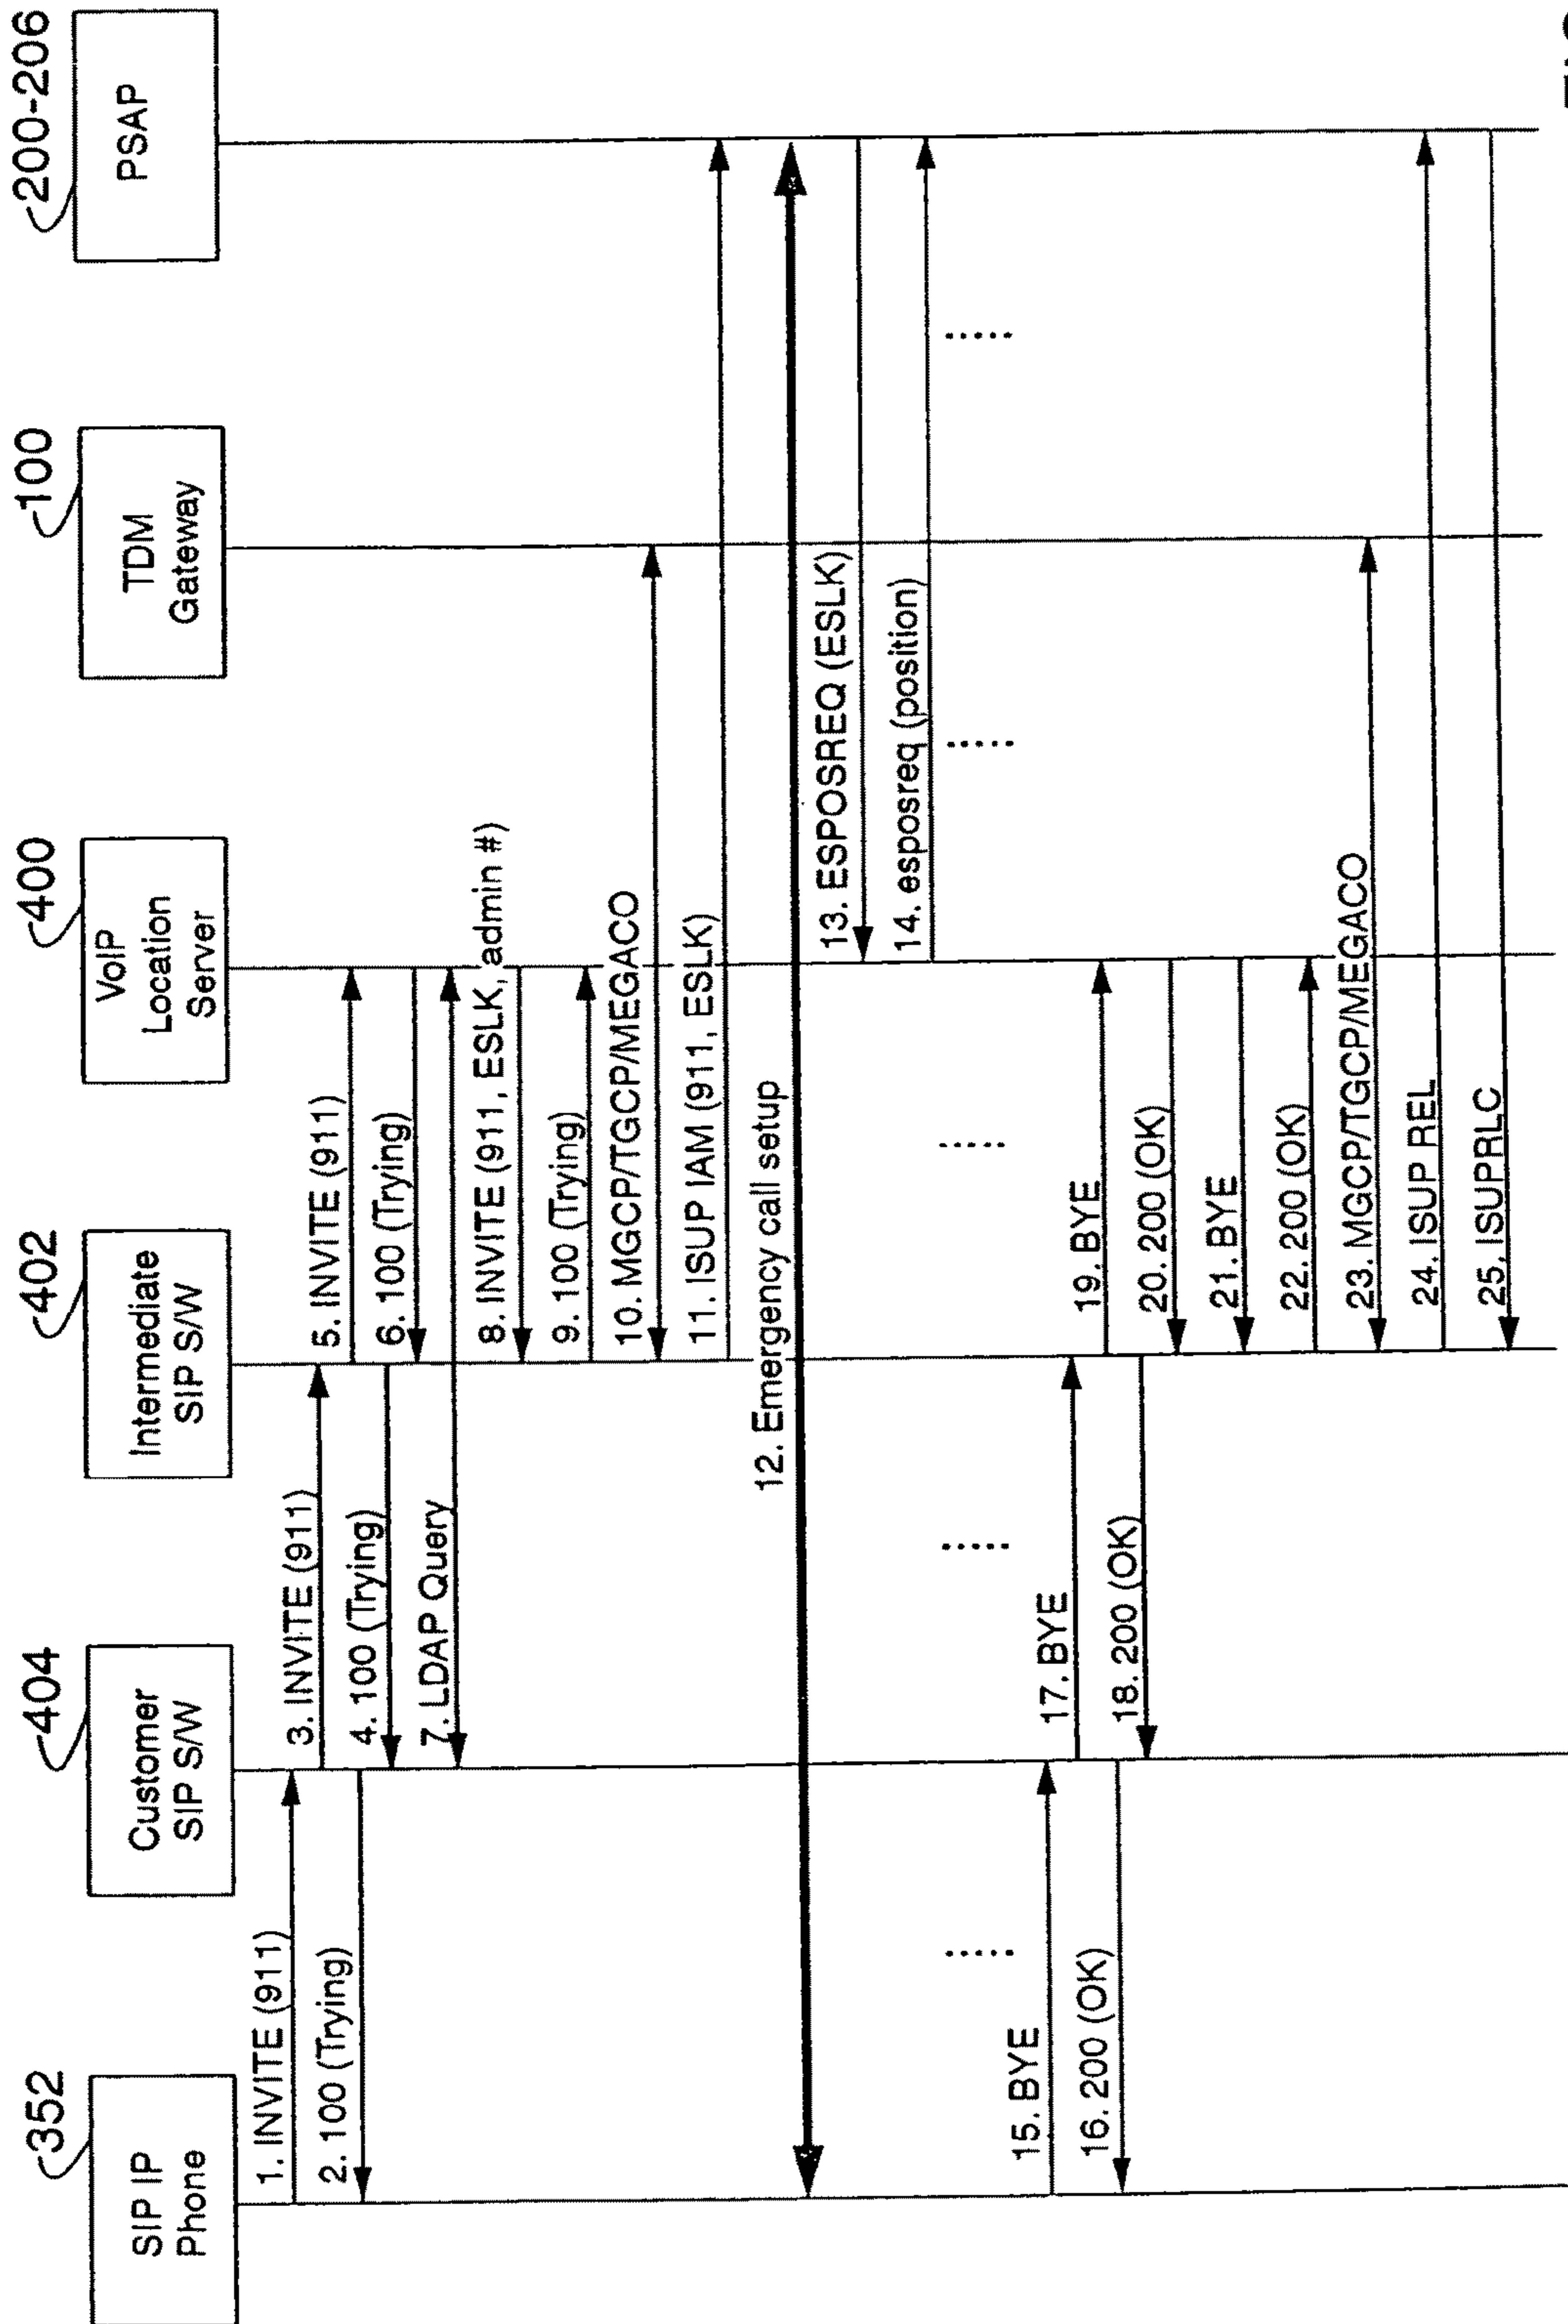 352
404
402
400
100
200-206
SIP IP
Phone
Customer
SIP S/W
Intermediate
SIP S/W
VoIP
Location
Server
TDM
Gateway
PSAP
1. INVITE (911)
2. 100 (Trying)
3. INVITE (911)
4. 100 (Trying)
5. INVITE (911)
6. 100 (Trying)
7. LDAP Query
8. INVITE (911, ESLK, admin #)
9. 100 (Trying)
10. MGCP/TGCP/MEGACO
11. ISUP IAM (911, ESLK)
12. Emergency call setup
13. ESPOSREQ (ESLK)
14. esposreq (position)
15. BYE
16. 200 (OK)
17. BYE
18. 200 (OK)
19. BYE
20. 200 (OK)
21. BYE
22. 200 (OK)
23. MGCP/TGCP/MEGACO
24. ISUP REL
25. ISUPRLC